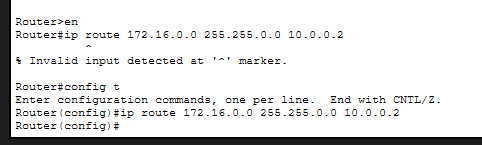 Router>en
Router#ip route 172.16.0.0 255.255.0.0 10.0.0.2
^
% Invalid input detected at '^' marker.
Router#config t
Enter configuration commands, one per line.  End with CNTL/Z.
Router(config)#ip route 172.16.0.0 255.255.0.0 10.0.0.2
Router(config)#